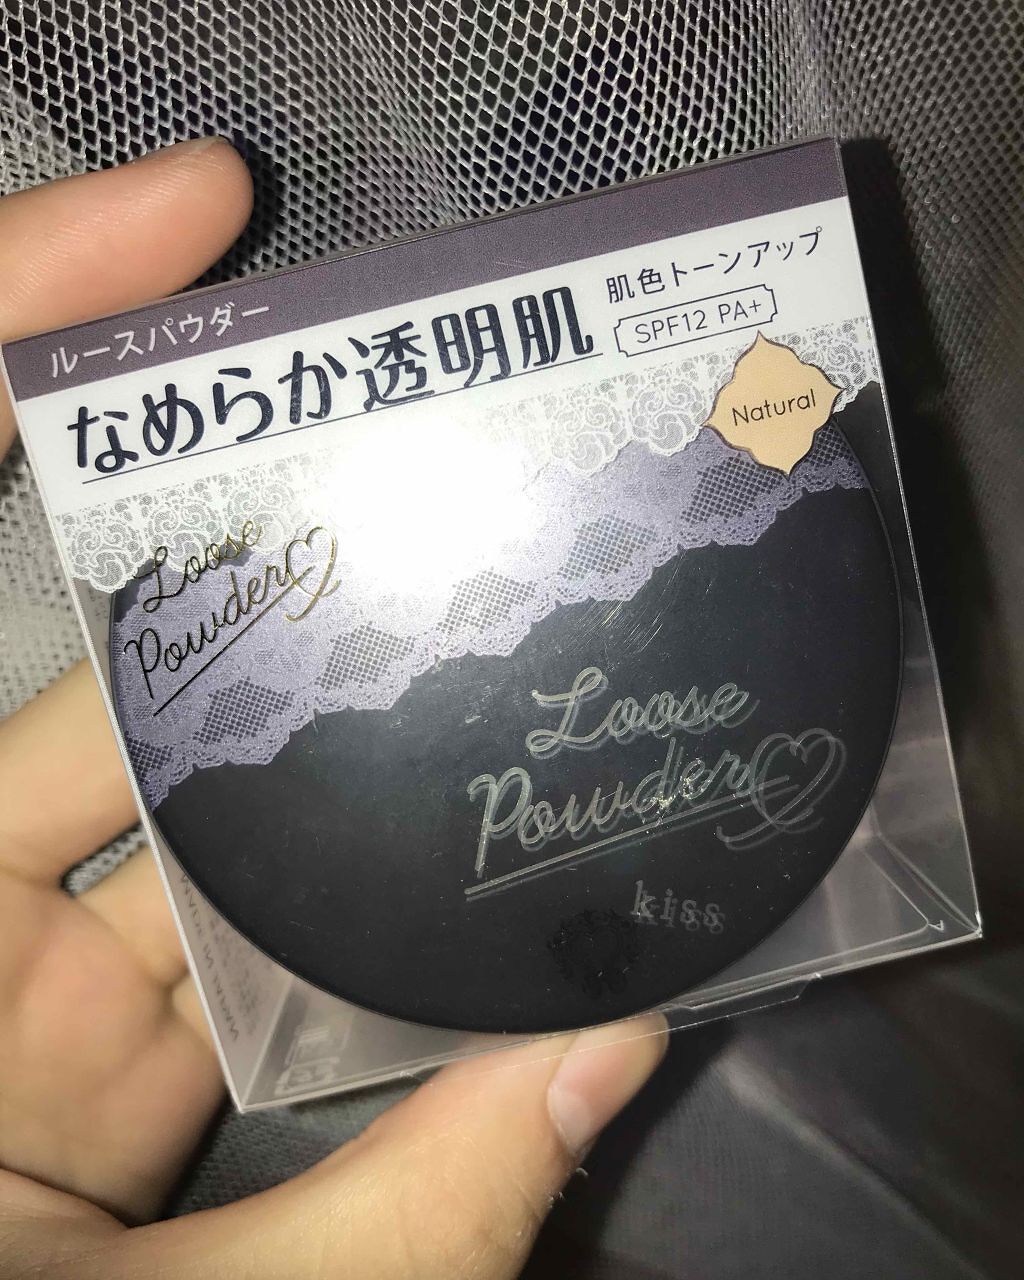 ルースパウダー
なめらか透明肌
肌色トーンアップ
SPF12 PA+
Natural
Loose
Powder
Loose
Powder
kiss